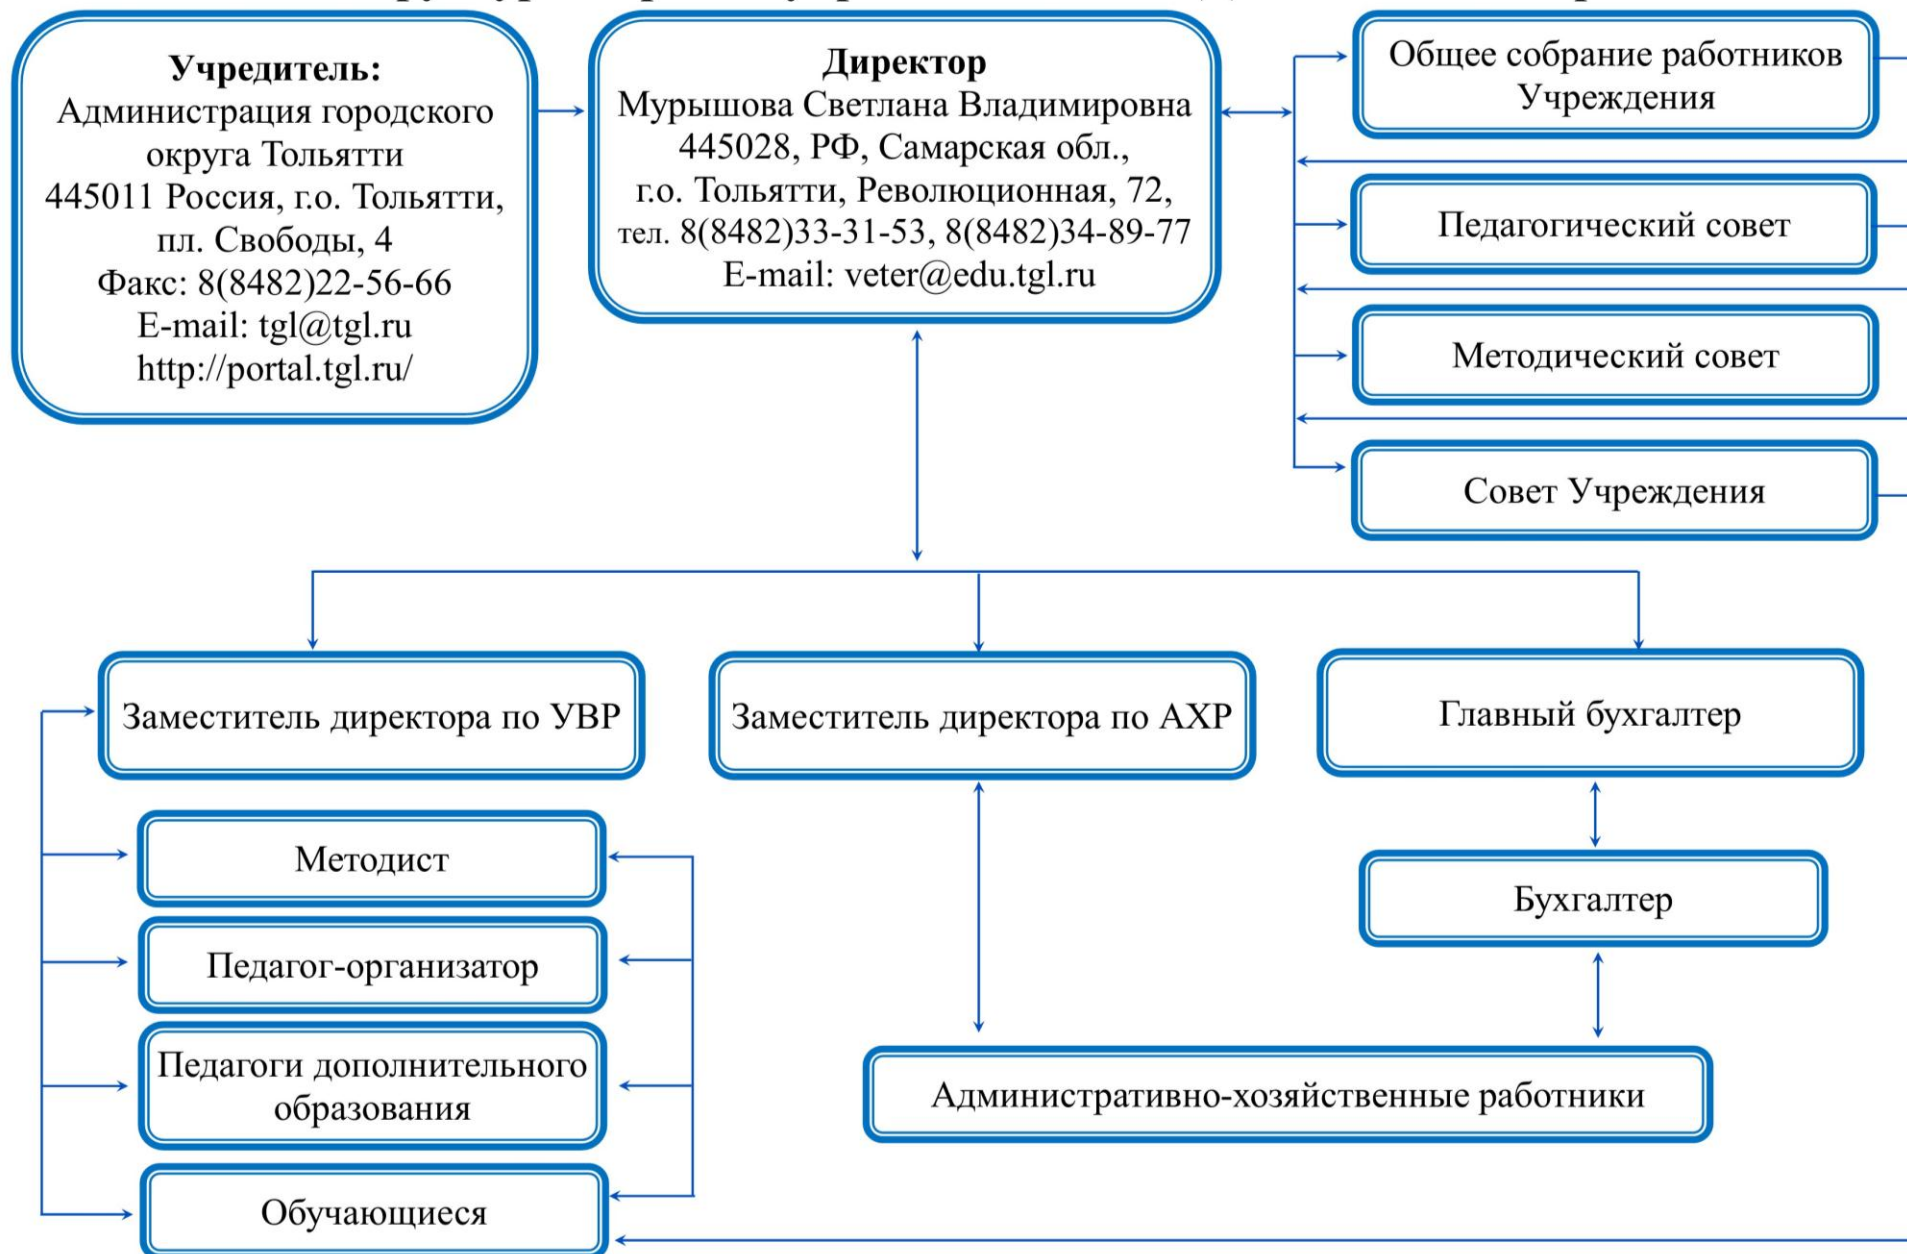 Учредитель:
Администрация городского
округа Тольятти
445011 Россия, г.о. Тольятти,
пл. Свободы, 4
Факс: 8(8482)22-56-66
E-mail: tgl@tgl.ru
http://portal.tgl.ru/
Директор
Мурышова Светлана Владимировна
445028, РФ, Самарская обл.,
г.о. Тольятти, Революционная, 72,
тел. 8(8482)33-31-53, 8(8482)34-89-77
E-mail: veter@edu.tgl.ru
Общее собрание работников
Учреждения
Педагогический совет
Методический совет
Совет Учреждения
Заместитель директора по УВР
Заместитель директора по АХР
Главный бухгалтер
Методист
Педагог-организатор
Педагоги дополнительного
образования
Обучающиеся
Бухгалтер
Административно-хозяйственные работники